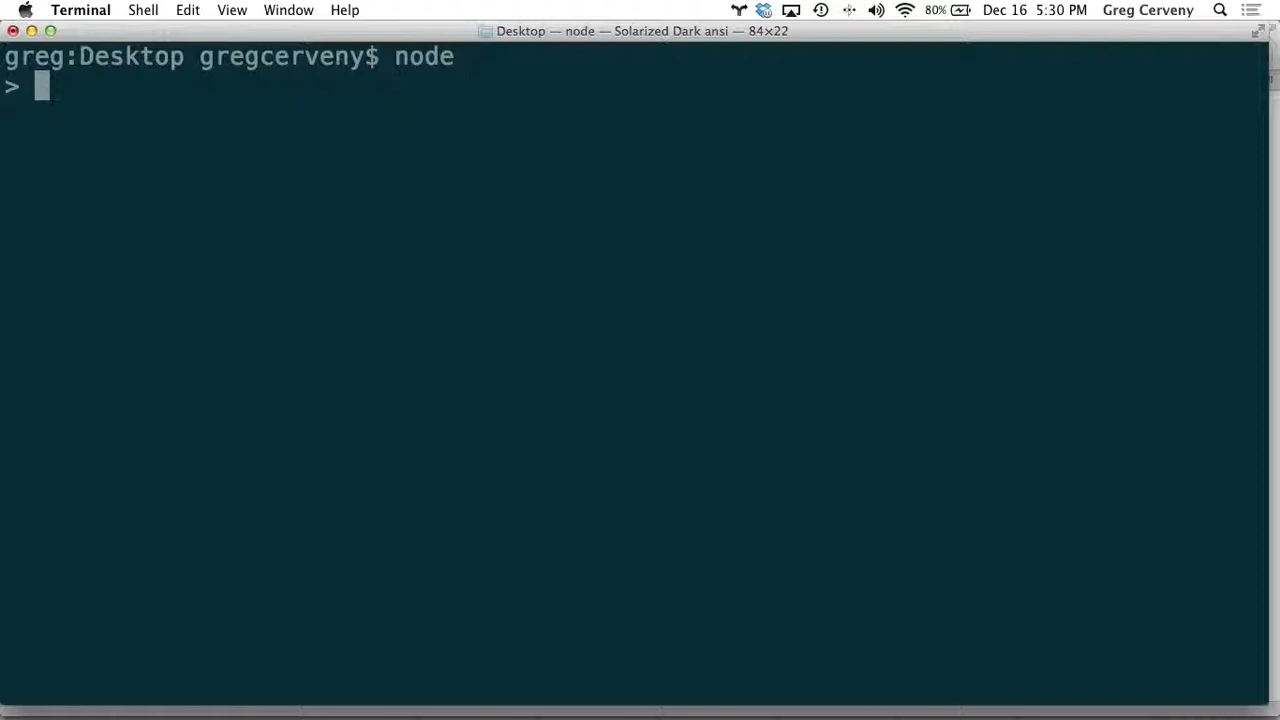 Terminal Shell Edit View Window Help 80% Dec 16 5:30 PM Greg Cerveny
Desktop — node — Solarized Dark ansi — 84×22
greg:Desktop gregcerveny$ node
>